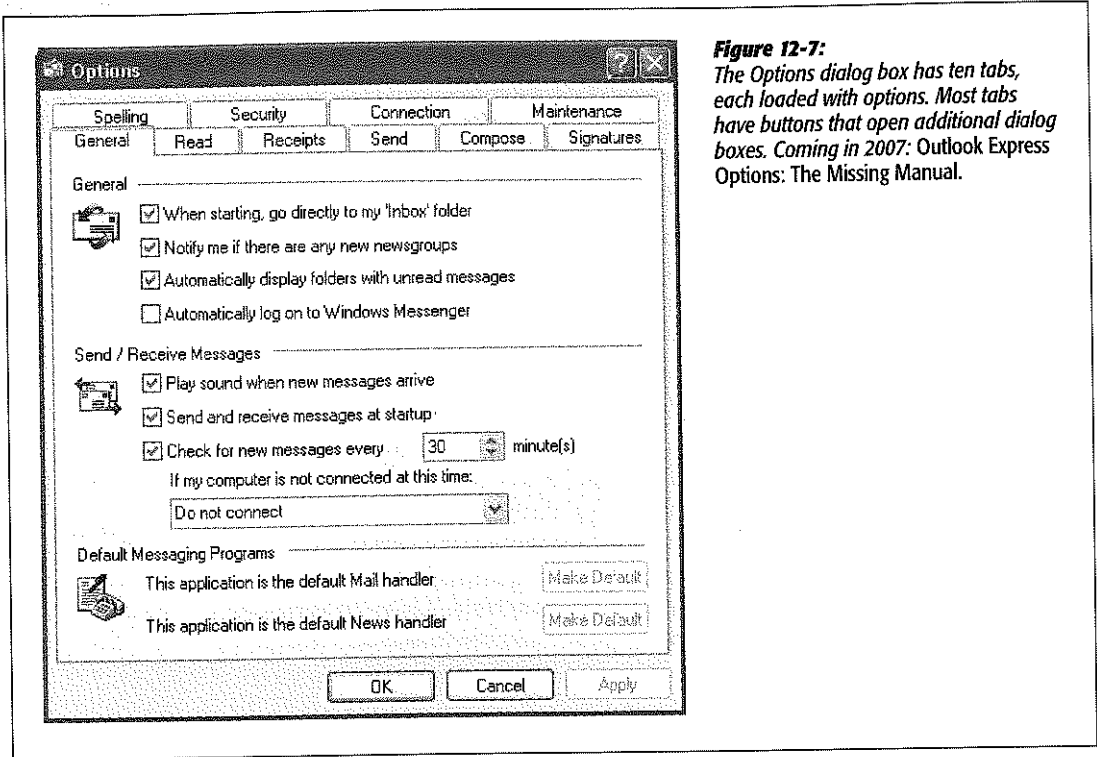 Options
Spelling Security Connection Maintenance
General Read Receipts Send Compose Signatures
General
When starting, go directly to my 'Inbox' folder
Notify me if there are any new newsgroups
Automatically display folders with unread messages
Automatically log on to Windows Messenger
Send / Receive Messages
Play sound when new messages arrive
Send and receive messages at startup
Check for new messages every 30 minute(s)
If my computer is not connected at this time:
Do not connect
Default Messaging Programs
This application is the default Mail handler Make Default
This application is the default News handler Make Default
OK Cancel Apply
Figure 12-7:
The Options dialog box has ten tabs,
each loaded with options. Most tabs
have buttons that open additional dialog
boxes. Coming in 2007: Outlook Express
Options: The Missing Manual.